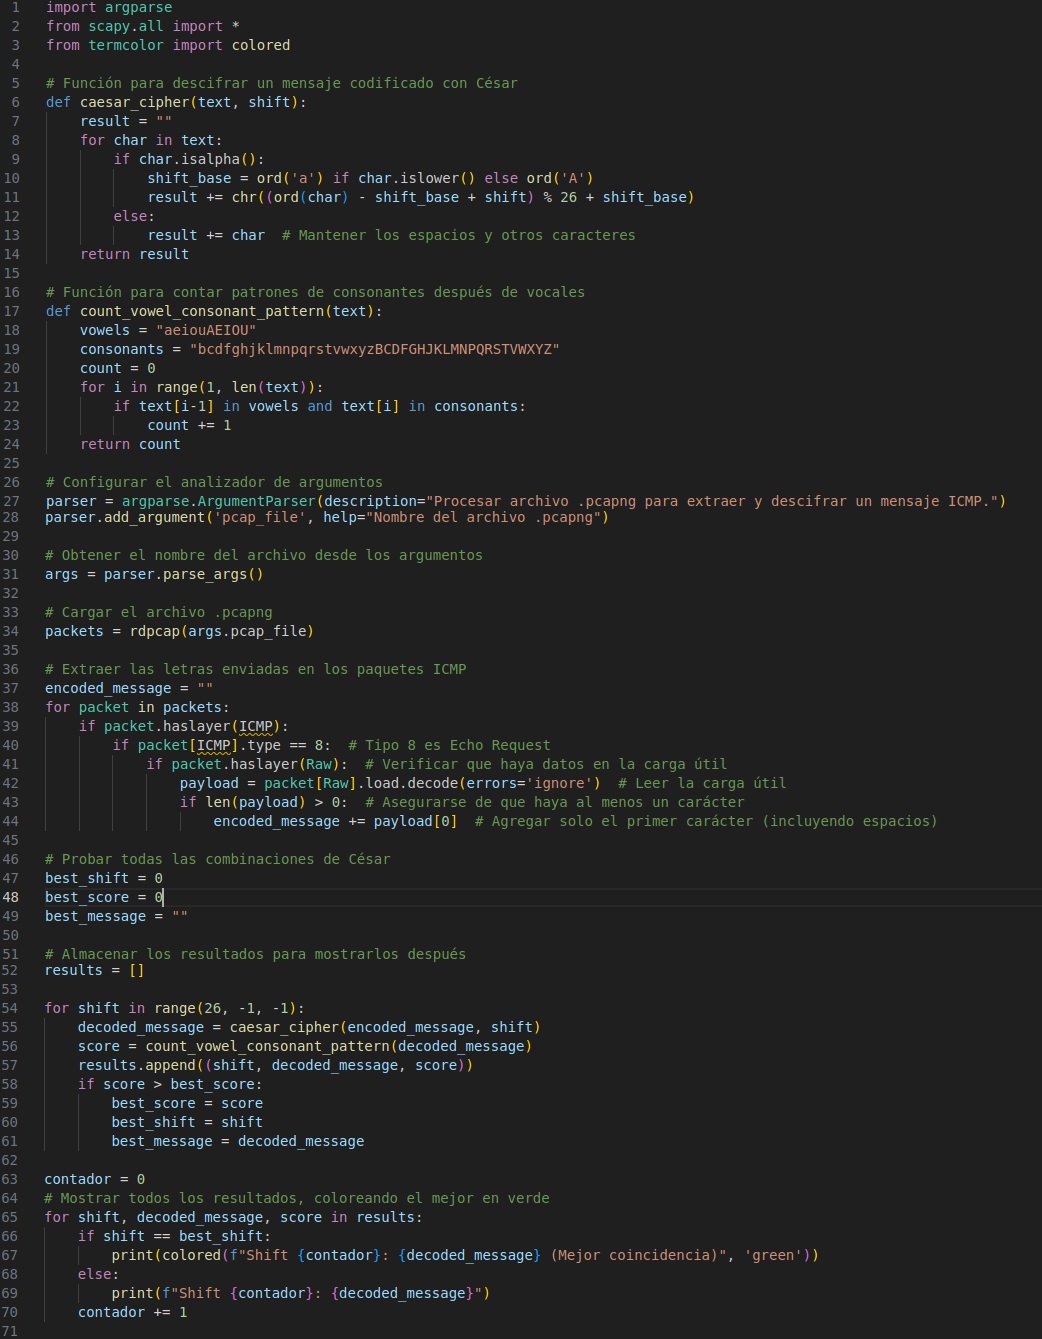 1 import argparse
2 from scapy.all import *
3 from termcolor import colored
4
5 # Función para descifrar un mensaje codificado con César
6 def caesar_cipher(text, shift):
7     result = ""
8     for char in text:
9         if char.isalpha():
10             shift_base = ord('a') if char.islower() else ord('A')
11             result += chr((ord(char) - shift_base + shift) % 26 + shift_base)
12         else:
13             result += char  # Mantener los espacios y otros caracteres
14     return result
15
16 # Función para contar patrones de consonantes después de vocales
17 def count_vowel_consonant_pattern(text):
18     vowels = "aeiouAEIOU"
19     consonants = "bcdfghjklmnpqrstvwxyzBCDFGHJKLMNPQRSTVWXYZ"
20     count = 0
21     for i in range(1, len(text)):
22         if text[i-1] in vowels and text[i] in consonants:
23             count += 1
24     return count
25
26 # Configurar el analizador de argumentos
27 parser = argparse.ArgumentParser(description="Procesar archivo .pcapng para extraer y descifrar un mensaje ICMP.")
28 parser.add_argument('pcap_file', help="Nombre del archivo .pcapng")
29
30 # Obtener el nombre del archivo desde los argumentos
31 args = parser.parse_args()
32
33 # Cargar el archivo .pcapng
34 packets = rdpcap(args.pcap_file)
35
36 # Extraer las letras enviadas en los paquetes ICMP
37 encoded_message = ""
38 for packet in packets:
39     if packet.haslayer(ICMP):
40         if packet[ICMP].type == 8:  # Tipo 8 es Echo Request
41             if packet.haslayer(Raw):  # Verificar que haya datos en la carga útil
42                 payload = packet[Raw].load.decode(errors='ignore')  # Leer la carga útil
43                 if len(payload) > 0:  # Asegurarse de que haya al menos un carácter
44                     encoded_message += payload[0]  # Agregar solo el primer carácter (incluyendo espacios)
45
46 # Probar todas las combinaciones de César
47 best_shift = 0
48 best_score = 0
49 best_message = ""
50
51 # Almacenar los resultados para mostrarlos después
52 results = []
53
54 for shift in range(26, -1, -1):
55     decoded_message = caesar_cipher(encoded_message, shift)
56     score = count_vowel_consonant_pattern(decoded_message)
57     results.append((shift, decoded_message, score))
58     if score > best_score:
59         best_score = score
60         best_shift = shift
61         best_message = decoded_message
62
63 contador = 0
64 # Mostrar todos los resultados, coloreando el mejor en verde
65 for shift, decoded_message, score in results:
66     if shift == best_shift:
67         print(colored(f"Shift {contador}: {decoded_message} (Mejor coincidencia)", 'green'))
68     else:
69         print(f"Shift {contador}: {decoded_message}")
70     contador += 1
71